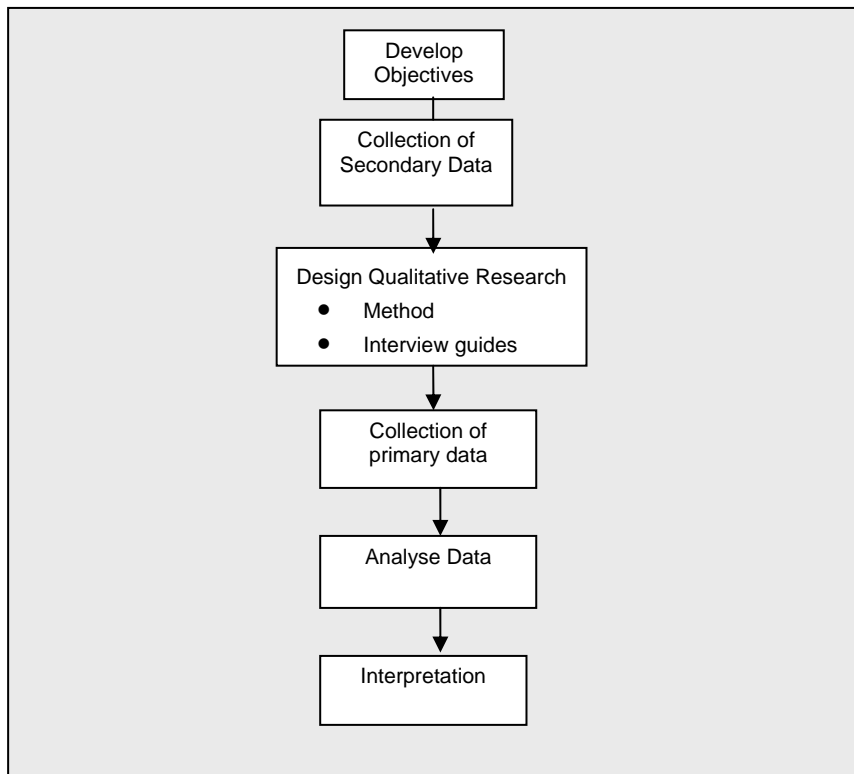 Develop
Objectives
Collection of
Secondary Data
Design Qualitative Research
● Method
● Interview guides
Collection of
primary data
Analyse Data
Interpretation